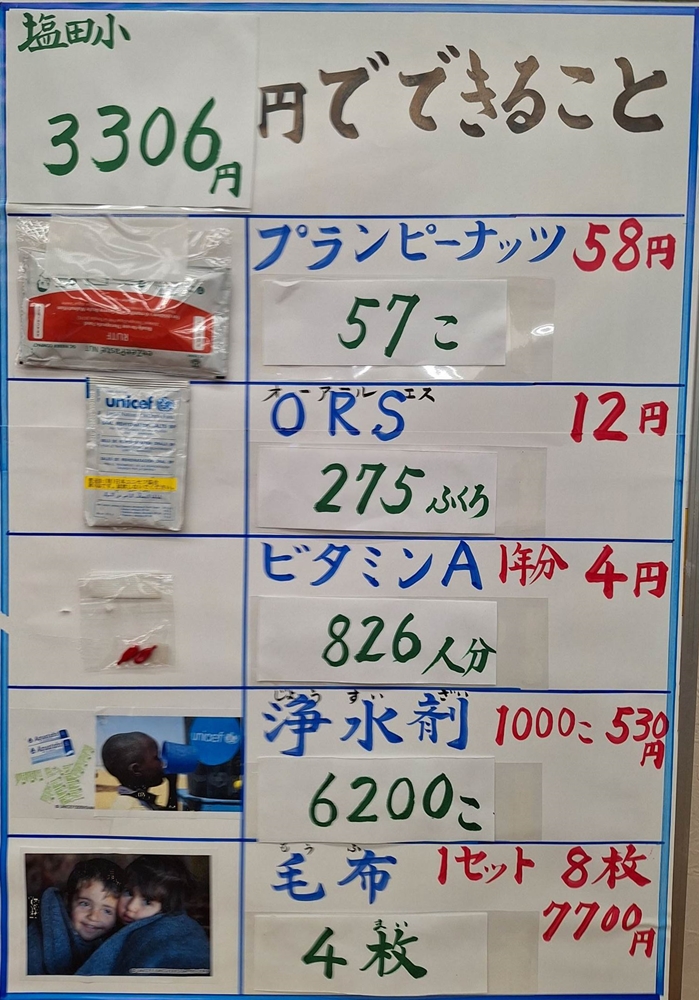 塩田小
3306円
円でできること
プランピーナッツ 58円
57こ
オーアラルエス
ORS 12円
275ふくろ
ビタミンA 1年分 4円
826人分
じょう すい ざい
浄水剤 1000こ 530円
6200こ
もう ふ
毛布 1セット 8枚
7700円
まい
4枚
RUTF
unicef
unicef